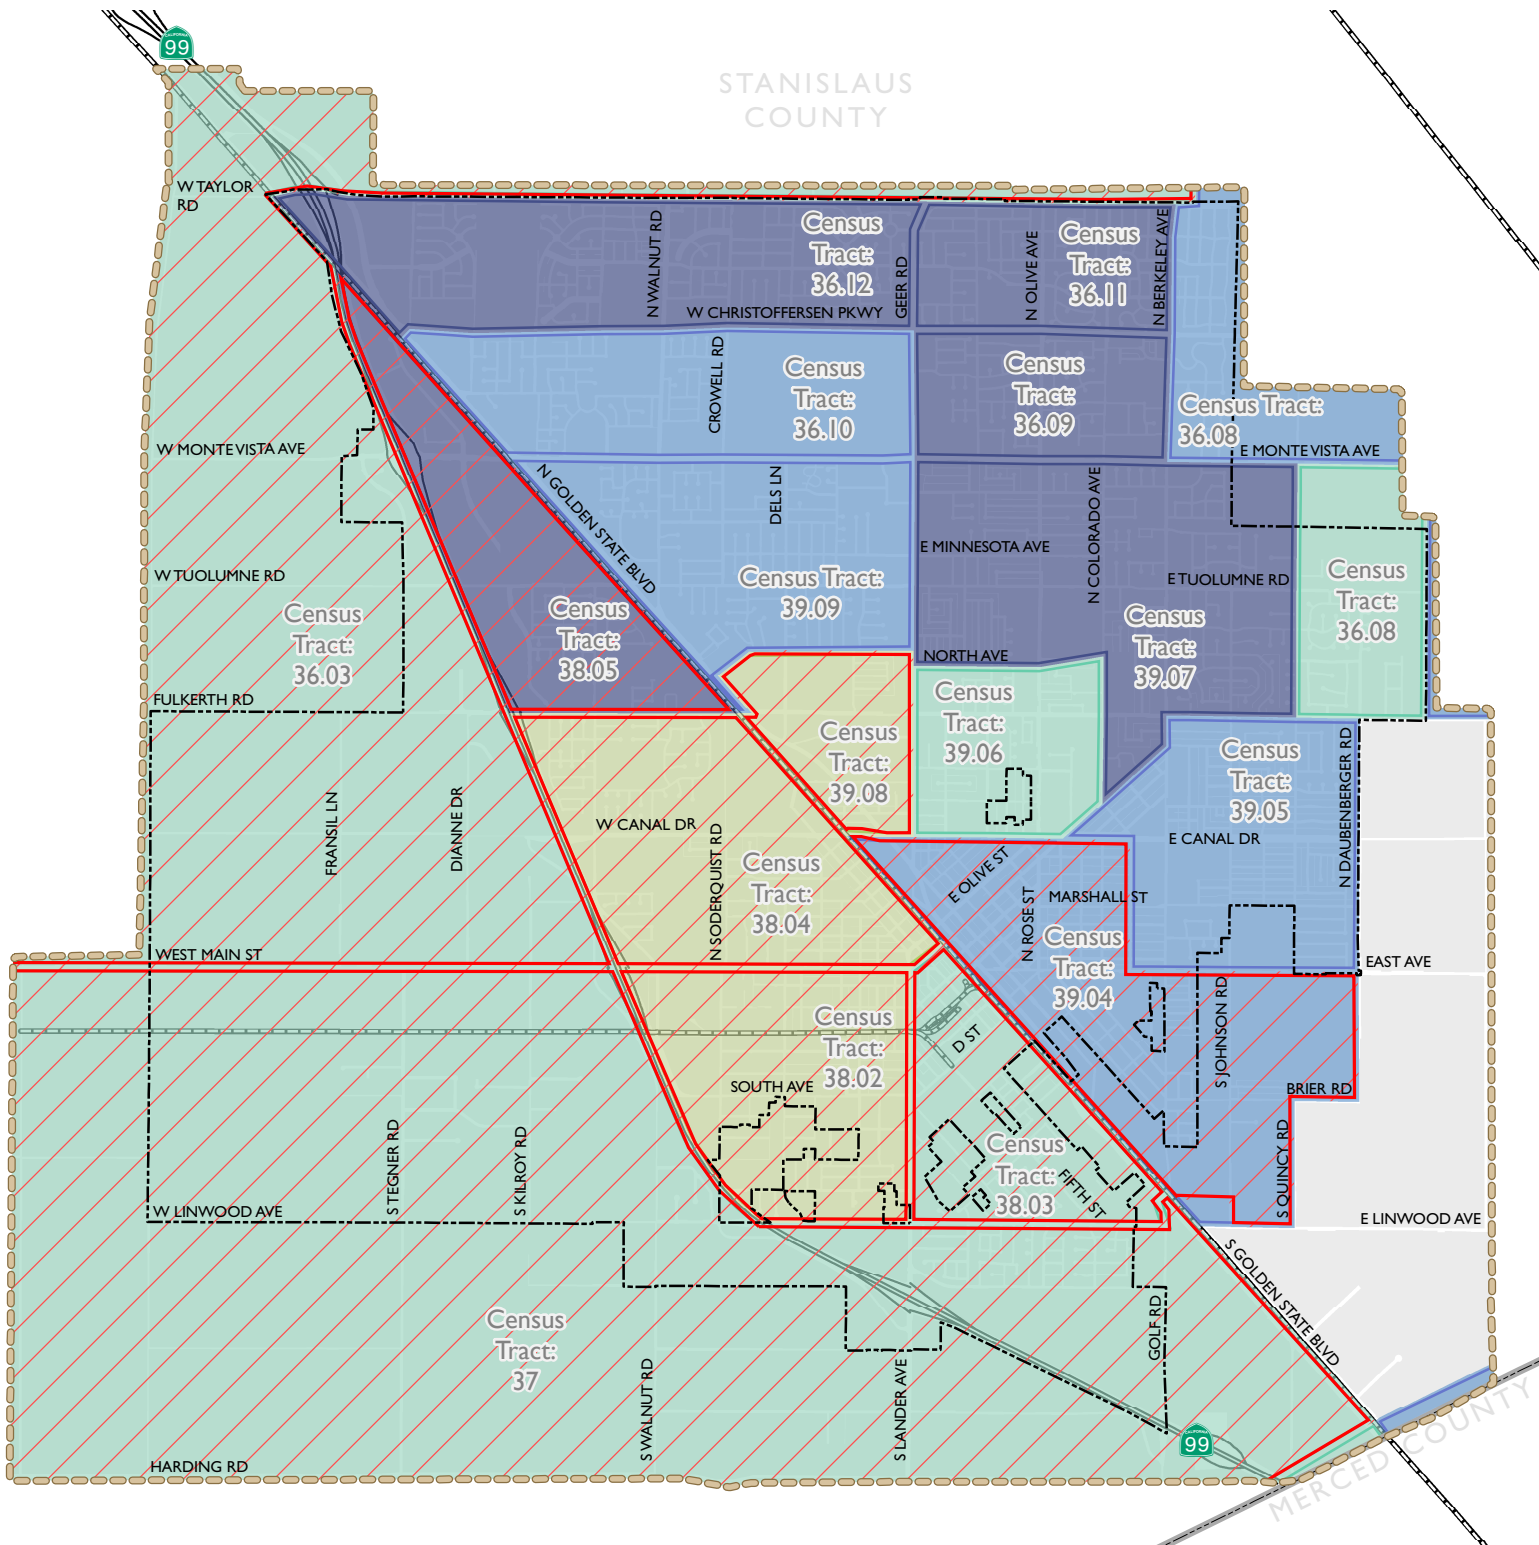 CALIFORNIA
99
STANISLAUS
COUNTY
W TAYLOR
RD
N WALNUT RD
Census
Tract:
36.12
GEER RD
N OLIVE AVE
Census
Tract:
36.11
N BERKELEY AVE
W CHRISTOFFERSEN PKWY
CROWELL RD
Census
Tract:
36.10
Census
Tract:
36.09
Census Tract:
36.08
W MONTE VISTA AVE
E MONTE VISTA AVE
N GOLDEN STATE BLVD
DELS LN
N COLORADO AVE
E MINNESOTA AVE
W TUOLUMNE RD
Census Tract:
39.09
E TUOLUMNE RD
Census
Tract:
36.08
Census
Tract:
36.03
Census
Tract:
38.05
Census
Tract:
39.07
NORTH AVE
FULKERTH RD
Census
Tract:
39.06
Census
Tract:
39.08
Census
Tract:
39.05
N DAUBENBERGER RD
FRANSIL LN
DIANNE DR
W CANAL DR
N SODERQUIST RD
E CANAL DR
Census
Tract:
38.04
E OLIVE ST
N ROSE ST
MARSHALL ST
Census
Tract:
39.04
WEST MAIN ST
EAST AVE
Census
Tract:
38.02
D ST
S JOHNSON RD
SOUTH AVE
BRIER RD
S TEGNER RD
S KILROY RD
Census
Tract:
38.03
FIFTH ST
S QUINCY RD
W LINWOOD AVE
E LINWOOD AVE
S GOLDEN STATE BLVD
Census
Tract:
37
GOLF RD
S WALNUT RD
S LANDER AVE
CALIFORNIA
99
HARDING RD
MERCED COUNTY